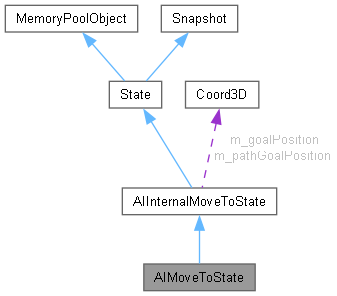 MemoryPoolObject
Snapshot
State
Coord3D
m_goalPosition
m_pathGoalPosition
AIInternalMoveToState
AIMoveToState